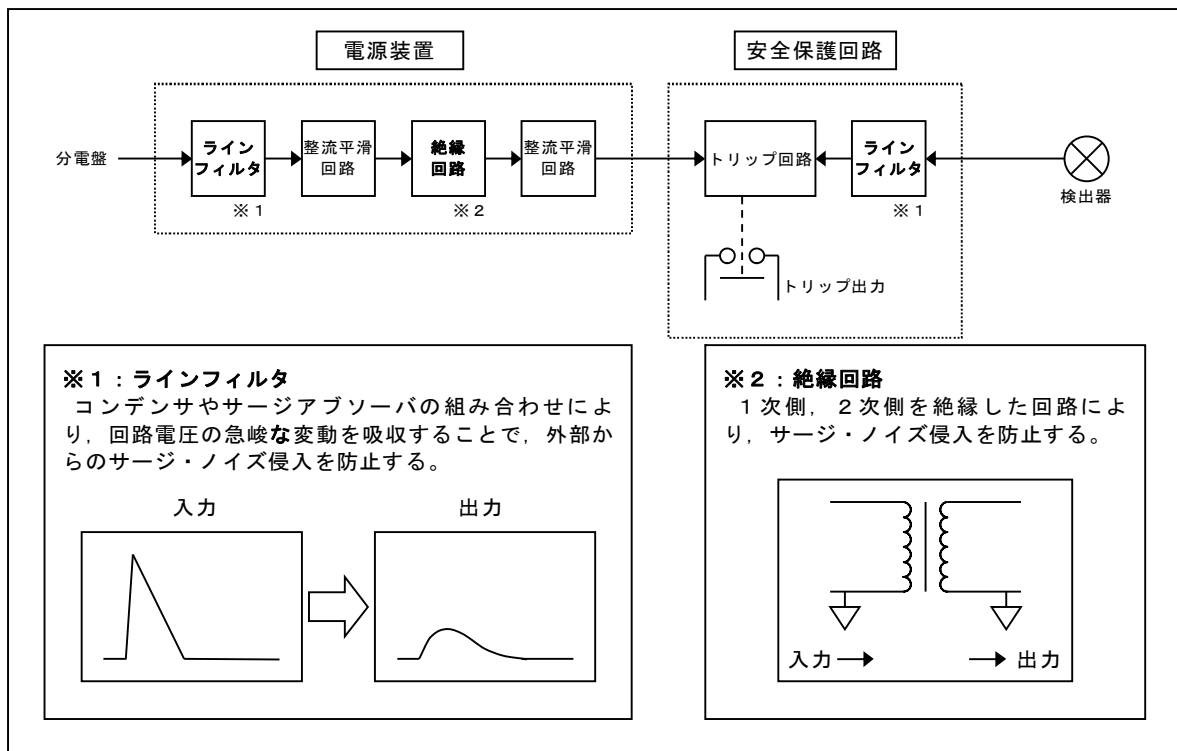 電源装置
安全保護回路
分電盤
ライン
フィルタ
※1
整流平滑
回路
絶縁
回路
※2
整流平滑
回路
トリップ回路
ライン
フィルタ
※1
検出器
トリップ出力
※1:ラインフィルタ
コンデンサやサージアブソーバの組み合わせによ
り,回路電圧の急峻な変動を吸収することで,外部か
らのサージ・ノイズ侵入を防止する。
入力
出力
※2:絶縁回路
1次側,2次側を絶縁した回路によ
り,サージ・ノイズ侵入を防止する。
入力
出力